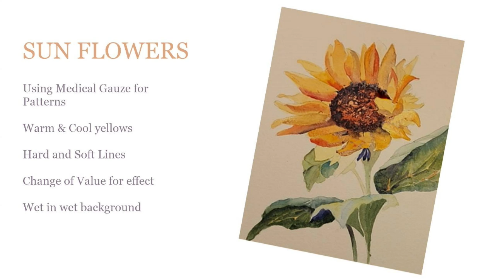 SUN FLOWERS
Using Medical Gauze for
Patterns
Warm & Cool yellows
Hard and Soft Lines
Change of Value for effect
Wet in wet background